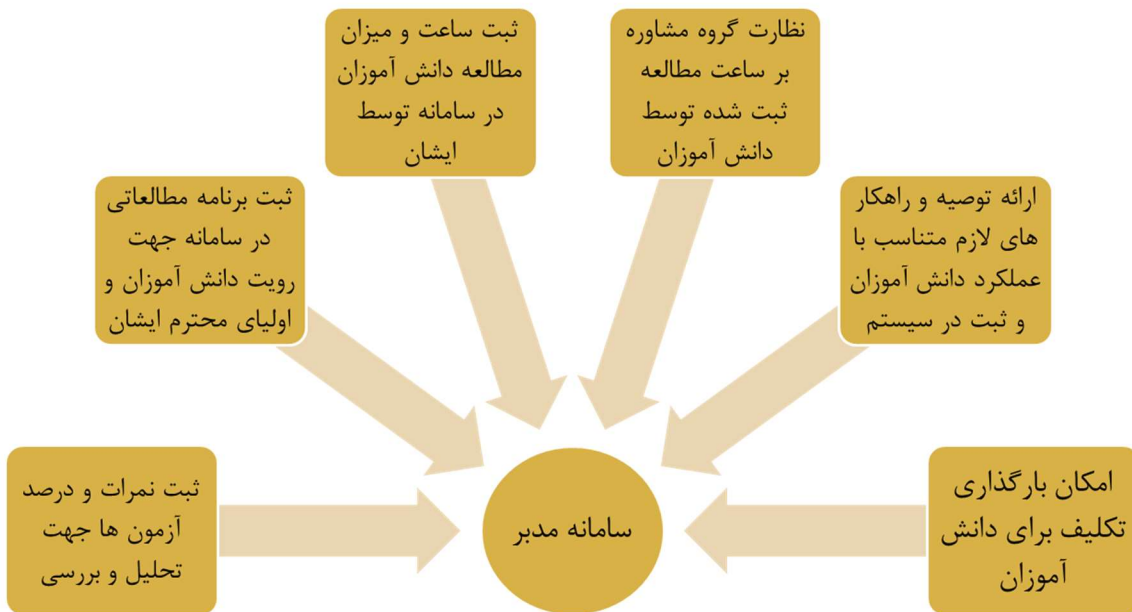 نظارت گروه مشاوره
بر ساعت مطالعه
ثبت شده توسط
دانش آموزان
ثبت ساعت و میزان
مطالعه دانش آموزان
در سامانه توسط
ایشان
ارائه توصیه و راهکار
های لازم متناسب با
عملکرد دانش آموزان
و ثبت در سیستم
ثبت برنامه مطالعاتی
در سامانه جهت
رویت دانش آموزان و
اولیای محترم ایشان
امکان بارگذاری
تکلیف برای دانش
آموزان
سامانه مدبر
ثبت نمرات و درصد
آزمون ها جهت
تحلیل و بررسی